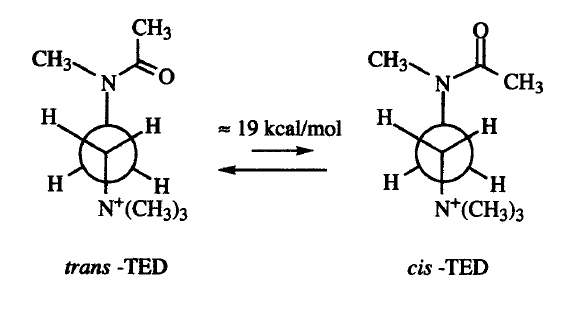 CH3
CH3
N
O
H
H
H
H
N+(CH3)3
trans -TED
≈ 19 kcal/mol
O
CH3
N
CH3
H
H
H
H
N+(CH3)3
cis -TED